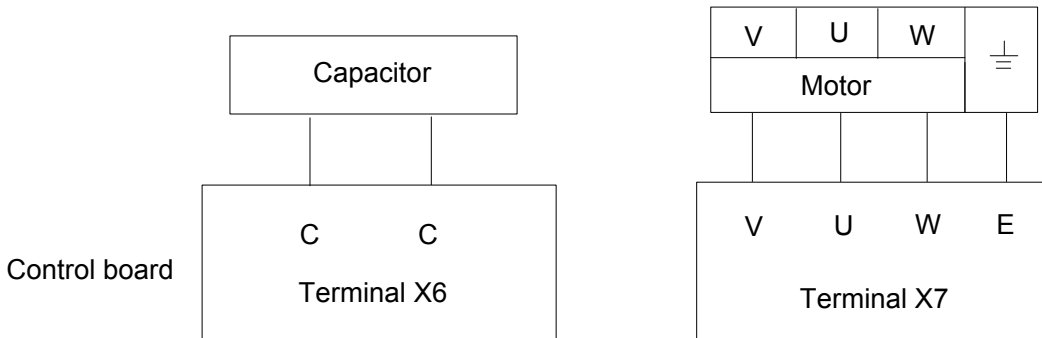 Capacitor
C C
Terminal X6
Control board
V U W
Motor
V U W E
Terminal X7